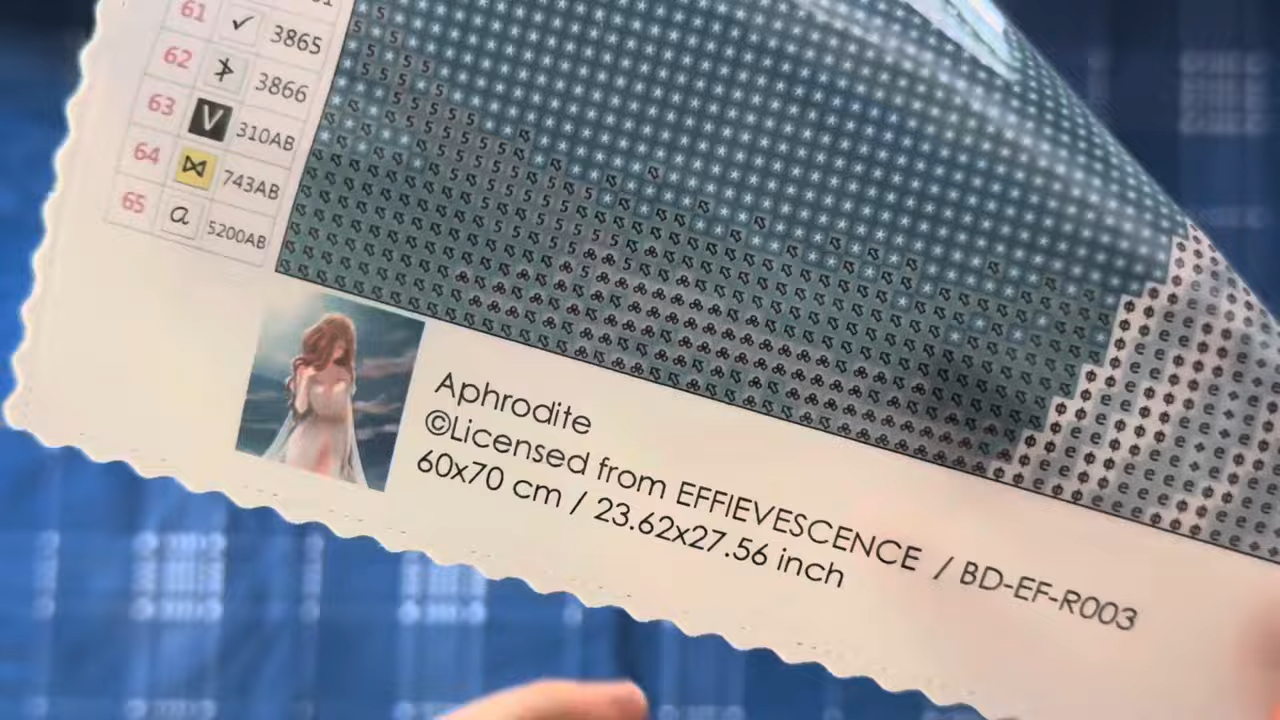 61 ✓ 3865
62 3866
63 V 310AB
64 ⋈ 743AB
65 a 5200AB
Aphrodite
©Licensed from EFFIEVESCENCE / BD-EF-R003
60x70 cm / 23.62x27.56 inch